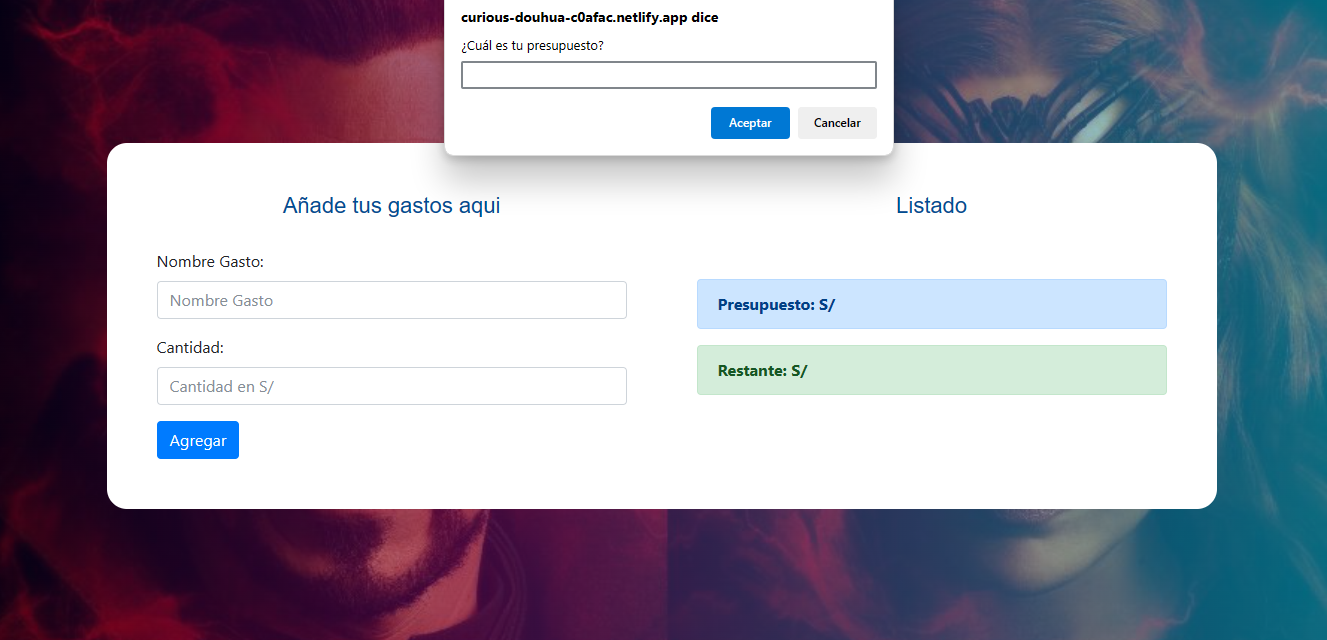 curious-douhua-c0afac.netlify.app dice
¿Cuál es tu presupuesto?
Aceptar
Cancelar
Añade tus gastos aqui
Nombre Gasto:
Nombre Gasto
Cantidad:
Cantidad en S/
Agregar
Listado
Presupuesto: S/
Restante: S/